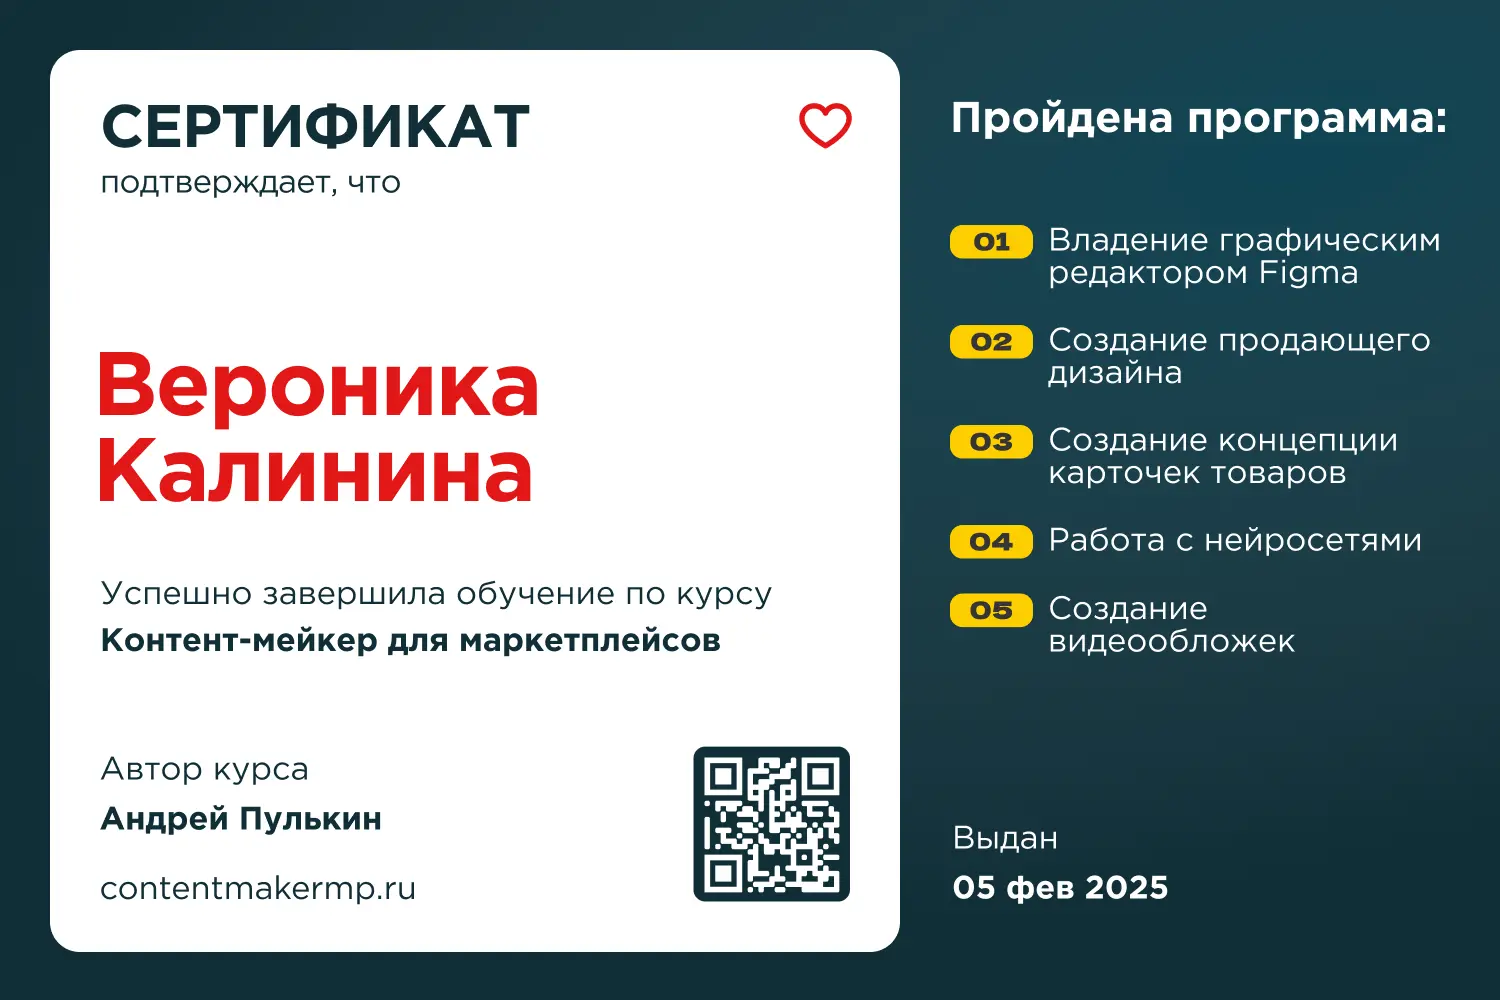 СЕРТИФИКАТ
подтверждает, что
Вероника
Калинина
Успешно завершила обучение по курсу
Контент-мейкер для маркетплейсов
Автор курса
Андрей Пулькин
contentmakermp.ru
Пройдена программа:
01 Владение графическим
редактором Figma
02 Создание продающего
дизайна
03 Создание концепции
карточек товаров
04 Работа с нейросетями
05 Создание
видеообложек
Выдан
05 фев 2025